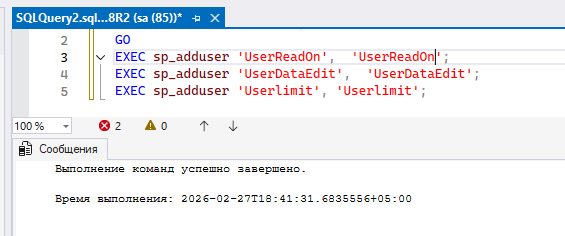 SQLQuery2.sql...8R2 (sa (85))*
2 GO
3 EXEC sp_adduser 'UserReadOn', 'UserReadOn';
4 EXEC sp_adduser 'UserDataEdit', 'UserDataEdit';
5 EXEC sp_adduser 'Userlimit', 'Userlimit';
100 % 2 0
Сообщения
Выполнение команд успешно завершено.
Время выполнения: 2026-02-27T18:41:31.6835556+05:00